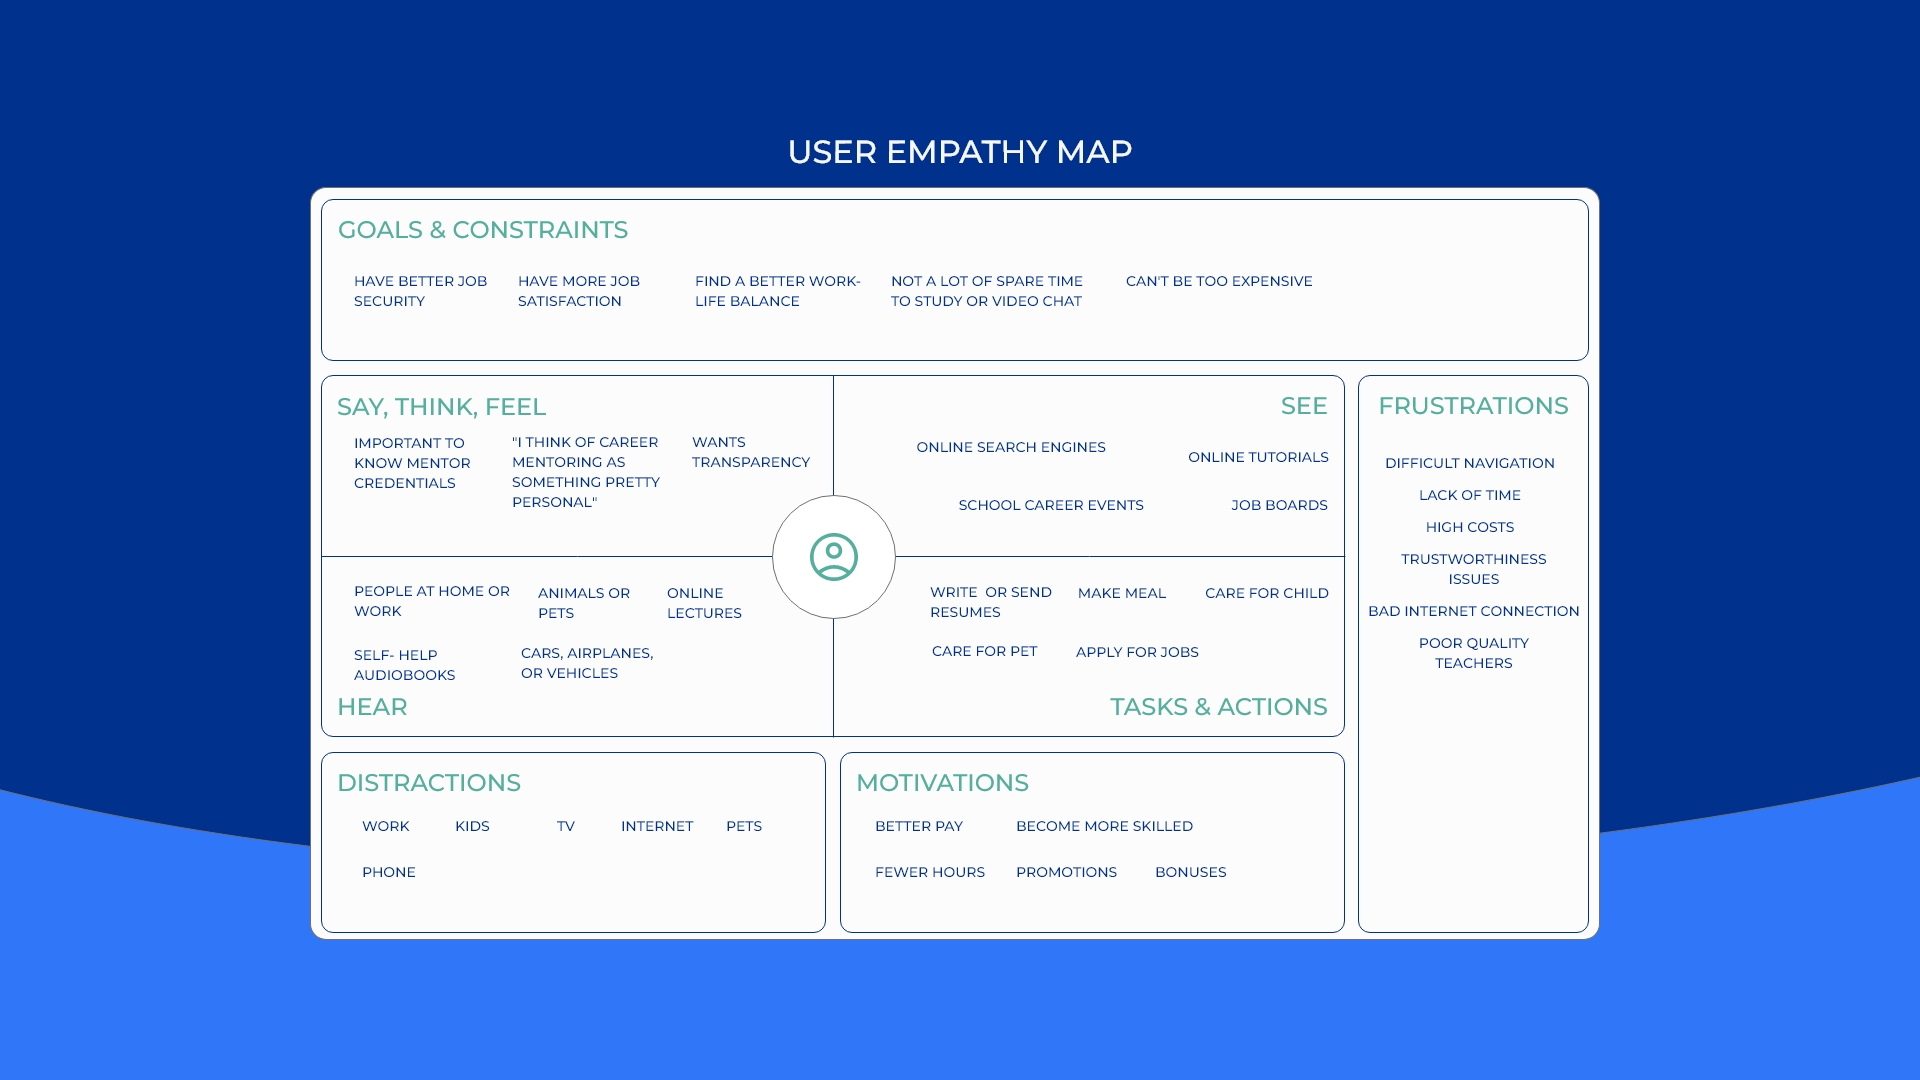 USER EMPATHY MAP
GOALS & CONSTRAINTS
HAVE BETTER JOB
SECURITY
HAVE MORE JOB
SATISFACTION
FIND A BETTER WORK-
LIFE BALANCE
NOT A LOT OF SPARE TIME
TO STUDY OR VIDEO CHAT
CAN'T BE TOO EXPENSIVE
SAY, THINK, FEEL
IMPORTANT TO
KNOW MENTOR
CREDENTIALS
"I THINK OF CAREER
MENTORING AS
SOMETHING PRETTY
PERSONAL"
WANTS
TRANSPARENCY
SEE
ONLINE SEARCH ENGINES
ONLINE TUTORIALS
SCHOOL CAREER EVENTS
JOB BOARDS
PEOPLE AT HOME OR
WORK
ANIMALS OR
PETS
ONLINE
LECTURES
SELF- HELP
AUDIOBOOKS
CARS, AIRPLANES,
OR VEHICLES
HEAR
WRITE  OR SEND
RESUMES
MAKE MEAL
CARE FOR CHILD
CARE FOR PET
APPLY FOR JOBS
TASKS & ACTIONS
FRUSTRATIONS
DIFFICULT NAVIGATION
LACK OF TIME
HIGH COSTS
TRUSTWORTHINESS
ISSUES
BAD INTERNET CONNECTION
POOR QUALITY
TEACHERS
DISTRACTIONS
WORK
KIDS
TV
INTERNET
PETS
PHONE
MOTIVATIONS
BETTER PAY
BECOME MORE SKILLED
FEWER HOURS
PROMOTIONS
BONUSES